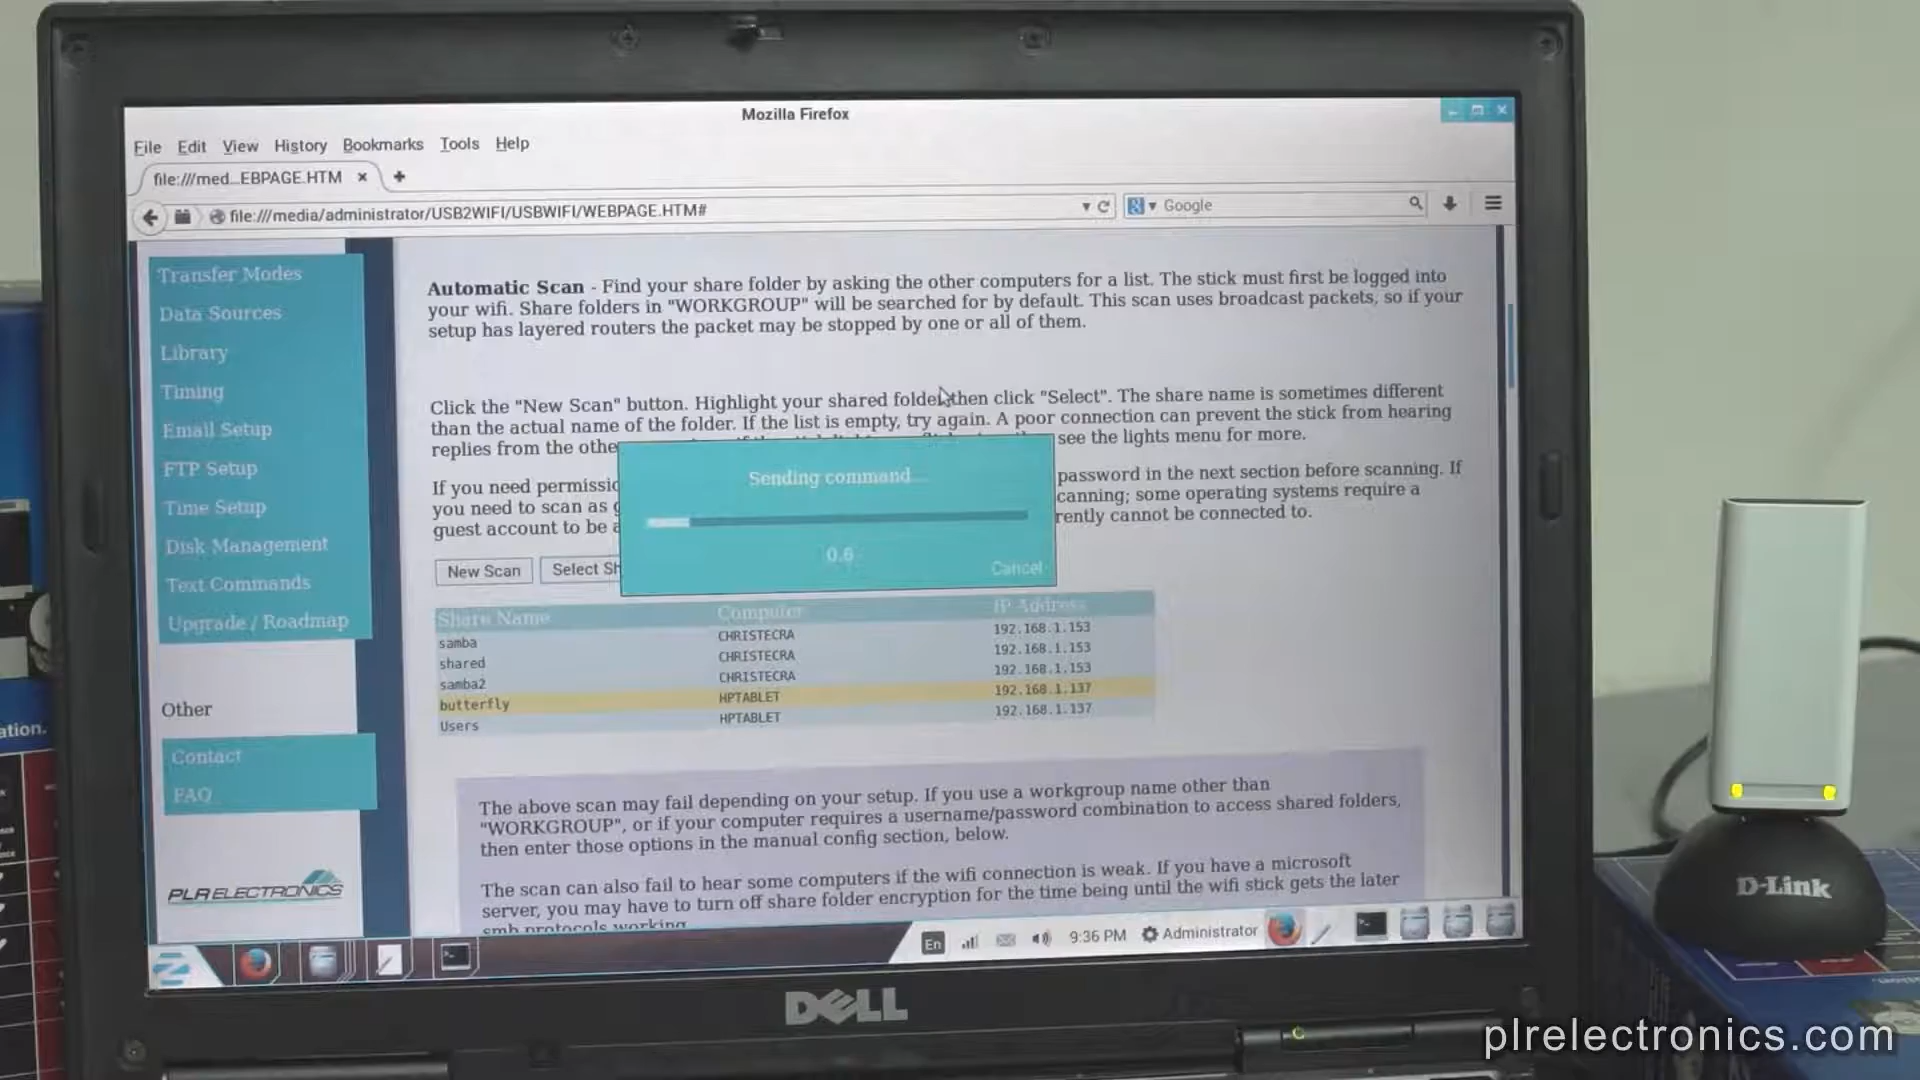 Mozilla Firefox
File Edit View History Bookmarks Tools Help
file:///med...EBPAGE.HTM
file:///media/administrator/USB2WIFI/USBWIFI/WEBPAGE.HTM#
Google
Transfer Modes
Data Sources
Library
Timing
Email Setup
FTP Setup
Time Setup
Disk Management
Text Commands
Upgrade / Roadmap
Other
Contact
FAQ
PLR ELECTRONICS
Automatic Scan - Find your share folder by asking the other computers for a list. The stick must first be logged into
your wifi. Share folders in "WORKGROUP" will be searched for by default. This scan uses broadcast packets, so if your
setup has layered routers the packet may be stopped by one or all of them.
Click the "New Scan" button. Highlight your shared folder then click "Select". The share name is sometimes different
than the actual name of the folder. If the list is empty, try again. A poor connection can prevent the stick from hearing
replies from the othe see the lights menu for more.
If you need permissio password in the next section before scanning. If
you need to scan as g canning; some operating systems require a
guest account to be a rently cannot be connected to.
Sending command...
0.6
Cancel
New Scan Select Sh
Share Name Computer IP Address
samba CHRISTECRA 192.168.1.153
shared CHRISTECRA 192.168.1.153
samba2 CHRISTECRA 192.168.1.153
butterfly HPTABLET 192.168.1.137
Users HPTABLET 192.168.1.137
The above scan may fail depending on your setup. If you use a workgroup name other than
"WORKGROUP", or if your computer requires a username/password combination to access shared folders,
then enter those options in the manual config section, below.
The scan can also fail to hear some computers if the wifi connection is weak. If you have a microsoft
server, you may have to turn off share folder encryption for the time being until the wifi stick gets the later
smb protocols working
En 9:36 PM Administrator
DELL
D-Link
ation.
plrelectronics.com